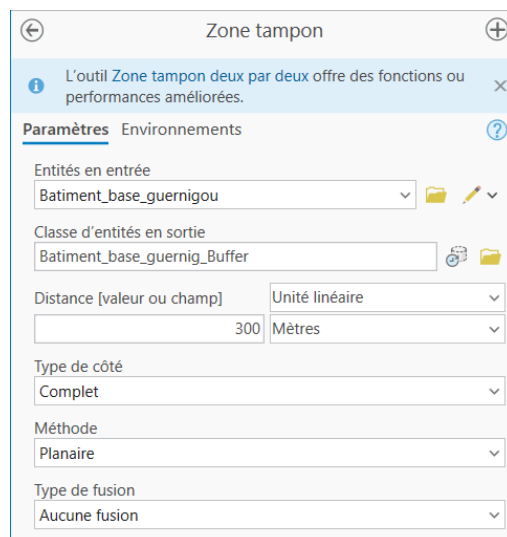 Zone tampon
L'outil Zone tampon deux par deux offre des fonctions ou
performances améliorées.
Paramètres Environnements
Entités en entrée
Batiment_base_guernigou
Classe d'entités en sortie
Batiment_base_guernig_Buffer
Distance [valeur ou champ] Unité linéaire
300 Mètres
Type de côté
Complet
Méthode
Planaire
Type de fusion
Aucune fusion